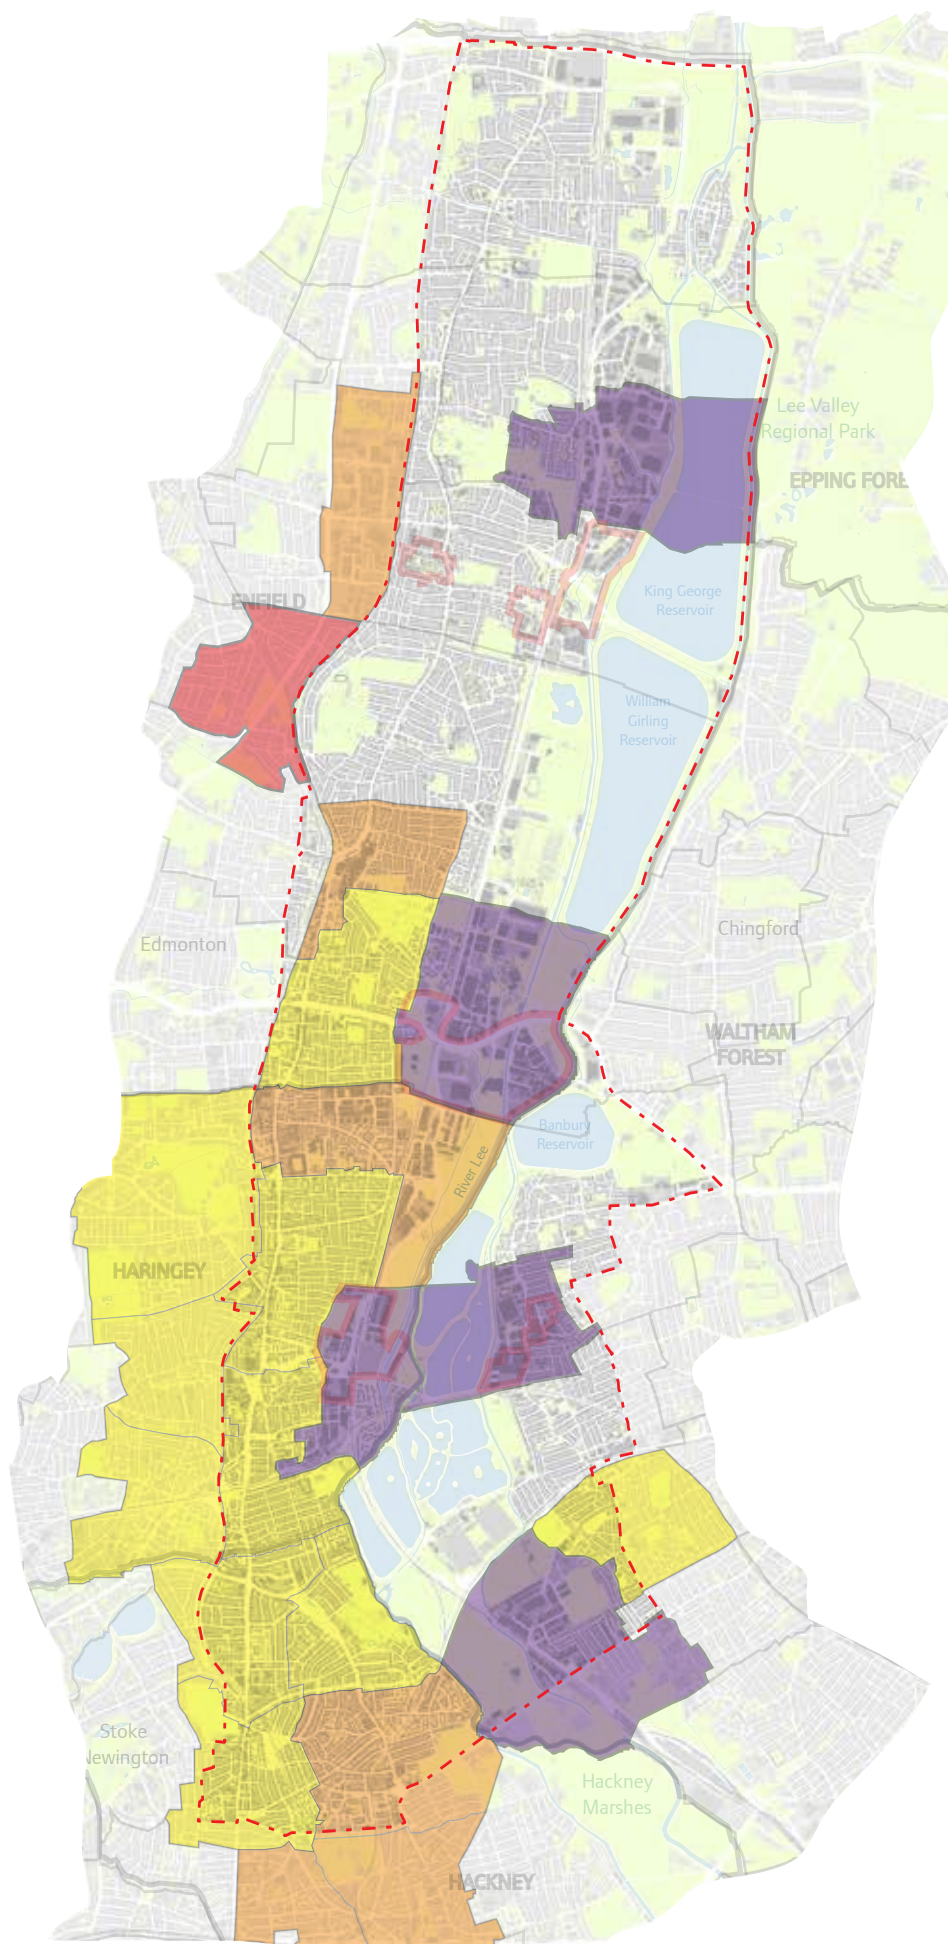 Lee Valley
Regional Park
EPPING FORE
King George
Reservoir
ENFIELD
William
Girling
Reservoir
Chingford
Edmonton
WALTHAM
FOREST
Banbury
Reservoir
River Lee
HARINGEY
Stoke
Newington
Hackney
Marshes
HACKNEY